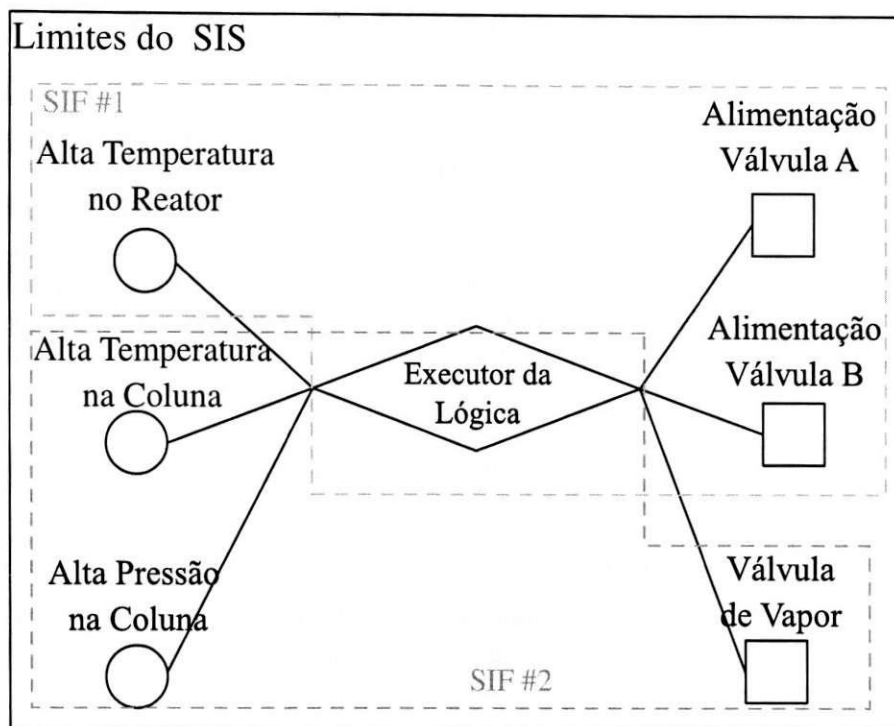 Limites do SIS
SIF #1
Alta Temperatura
no Reator
Alimentação
Válvula A
Alta Temperatura
na Coluna
Executor da
Lógica
Alimentação
Válvula B
Alta Pressão
na Coluna
Válvula
de Vapor
SIF #2